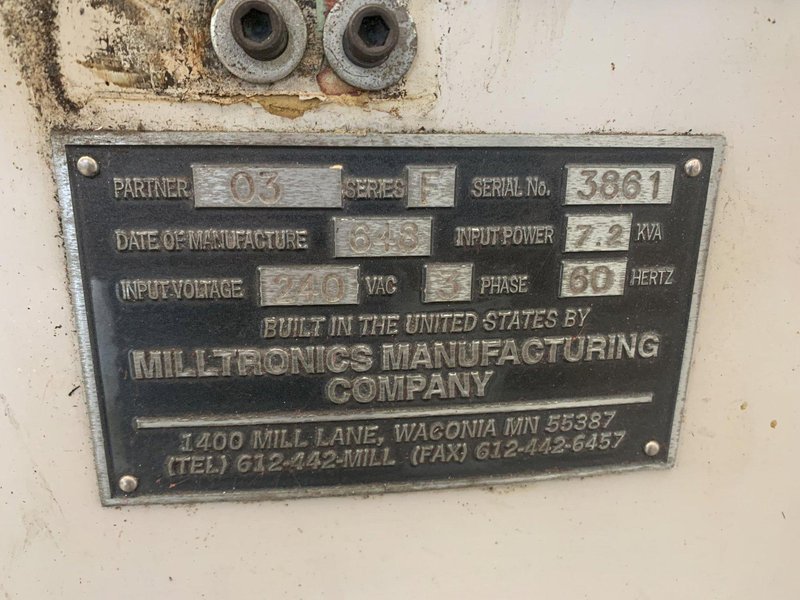 PARTNER 03 SERIES F SERIAL No. 3861
DATE OF MANUFACTURE 648 INPUT POWER 7.2 KVA
INPUT VOLTAGE 240 VAC 3 PHASE 60 HERTZ
BUILT IN THE UNITED STATES BY
MILLTRONICS MANUFACTURING
COMPANY
1400 MILL LANE, WACONIA MN 55387
(TEL) 612-442-MILL (FAX) 612-442-6457